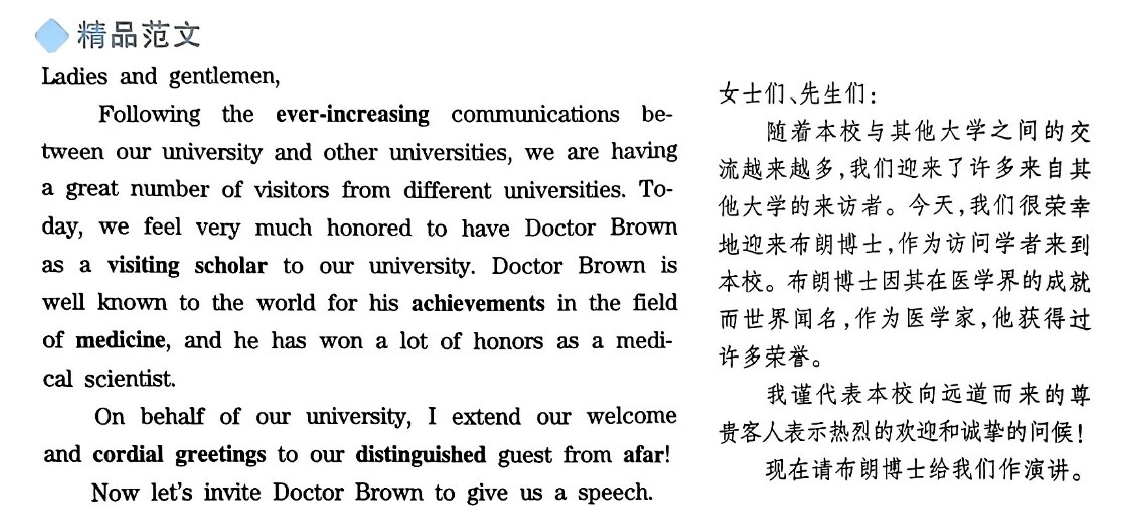 精品范文
Ladies and gentlemen,
Following the ever-increasing communications be-
tween our university and other universities, we are having
a great number of visitors from different universities. To-
day, we feel very much honored to have Doctor Brown
as a visiting scholar to our university. Doctor Brown is
well known to the world for his achievements in the field
of medicine, and he has won a lot of honors as a medi-
cal scientist.
On behalf of our university, I extend our welcome
and cordial greetings to our distinguished guest from afar!
Now let's invite Doctor Brown to give us a speech.
女士们、先生们：
随着本校与其他大学之间的交
流越来越多，我们迎来了许多来自其
他大学的来访者。今天，我们很荣幸
地迎来布朗博士，作为访问学者来到
本校。布朗博士因其在医学界的成就
而世界闻名，作为医学家，他获得过
许多荣誉。
我谨代表本校向远道而来的尊
贵客人表示热烈的欢迎和诚挚的问候！
现在请布朗博士给我们作演讲。